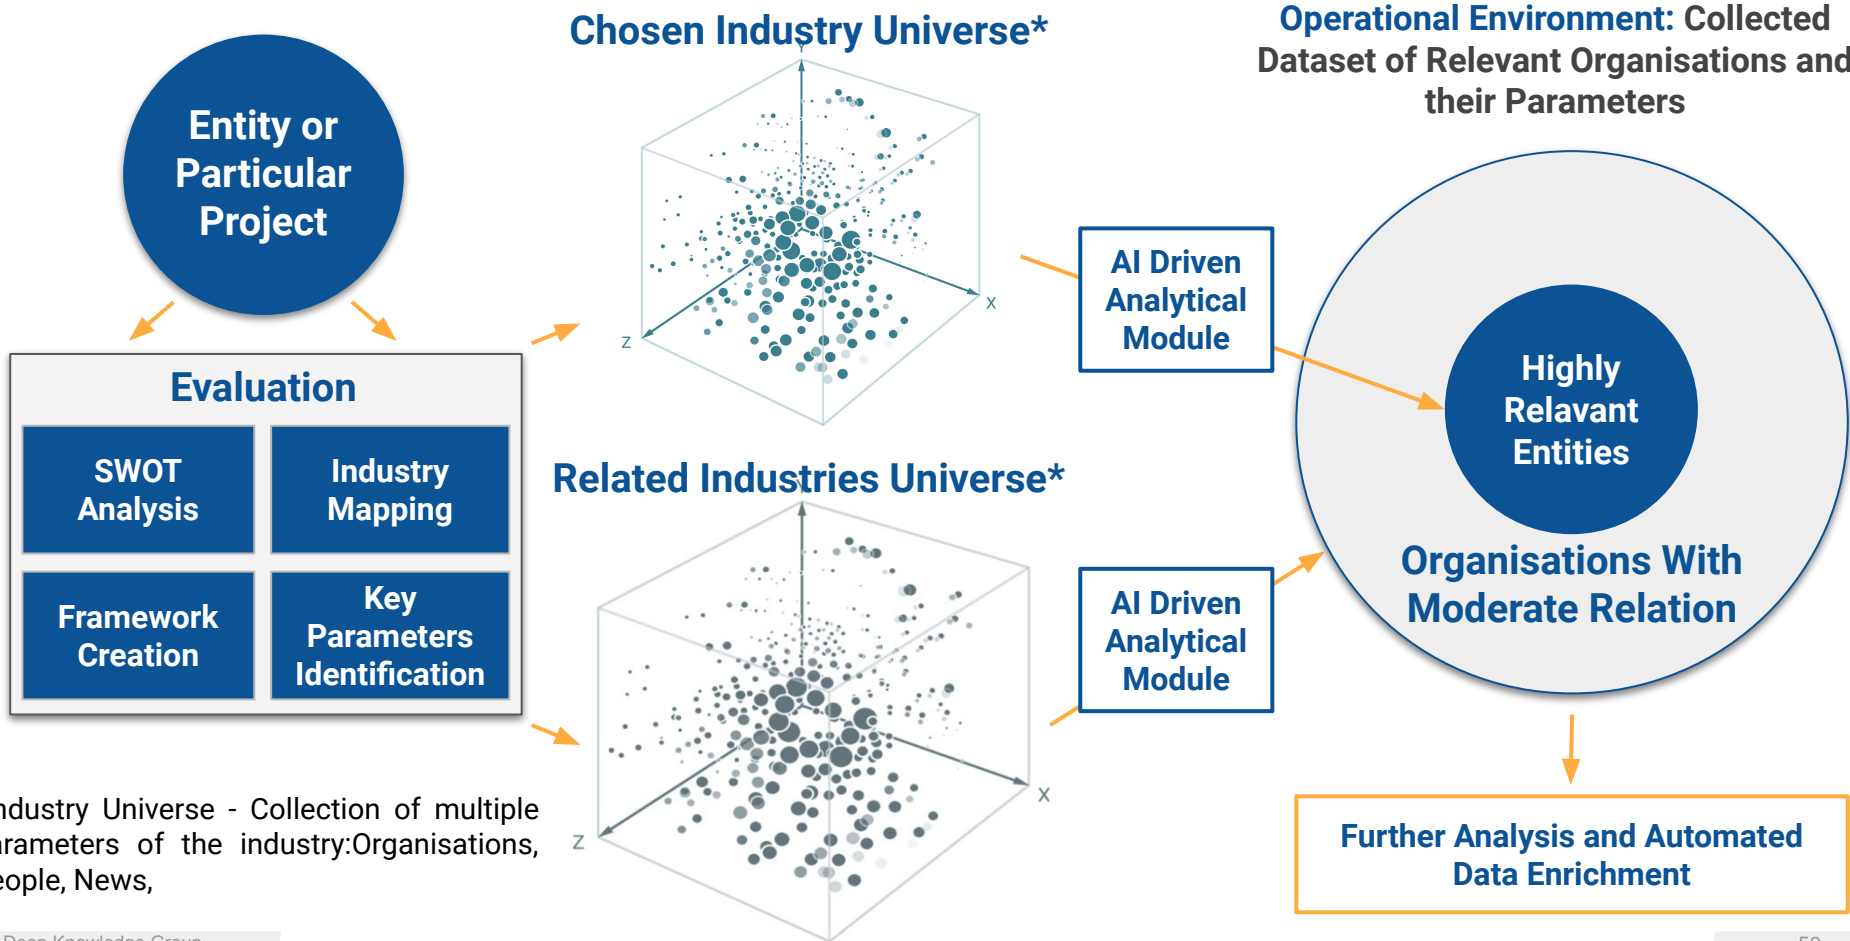 Chosen Industry Universe*
Operational Environment: Collected
Dataset of Relevant Organisations and
their Parameters
Entity or
Particular
Project
Y
X
Z
AI Driven
Analytical
Module
Highly
Relavant
Entities
Evaluation
SWOT
Analysis
Industry
Mapping
Framework
Creation
Key
Parameters
Identification
Related Industries Universe*
X
Z
AI Driven
Analytical
Module
Organisations With
Moderate Relation
Further Analysis and Automated
Data Enrichment
ndustry Universe - Collection of multiple
arameters of the industry:Organisations,
eople, News,
Deep Knowledge Group